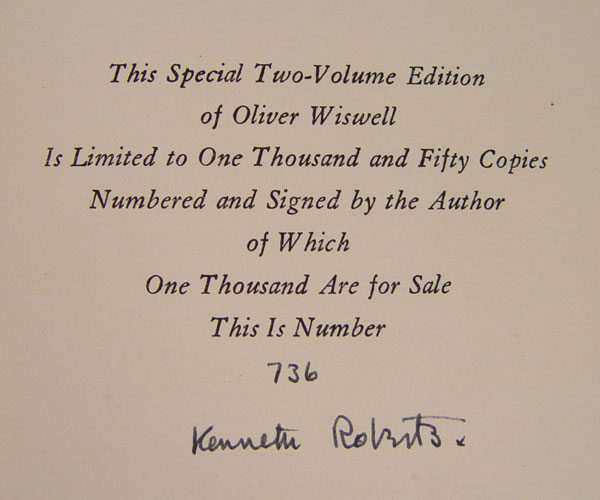 This Special Two-Volume Edition
of Oliver Wiswell
Is Limited to One Thousand and Fifty Copies
Numbered and Signed by the Author
of Which
One Thousand Are for Sale
This Is Number
736
Kenneth Roberts.